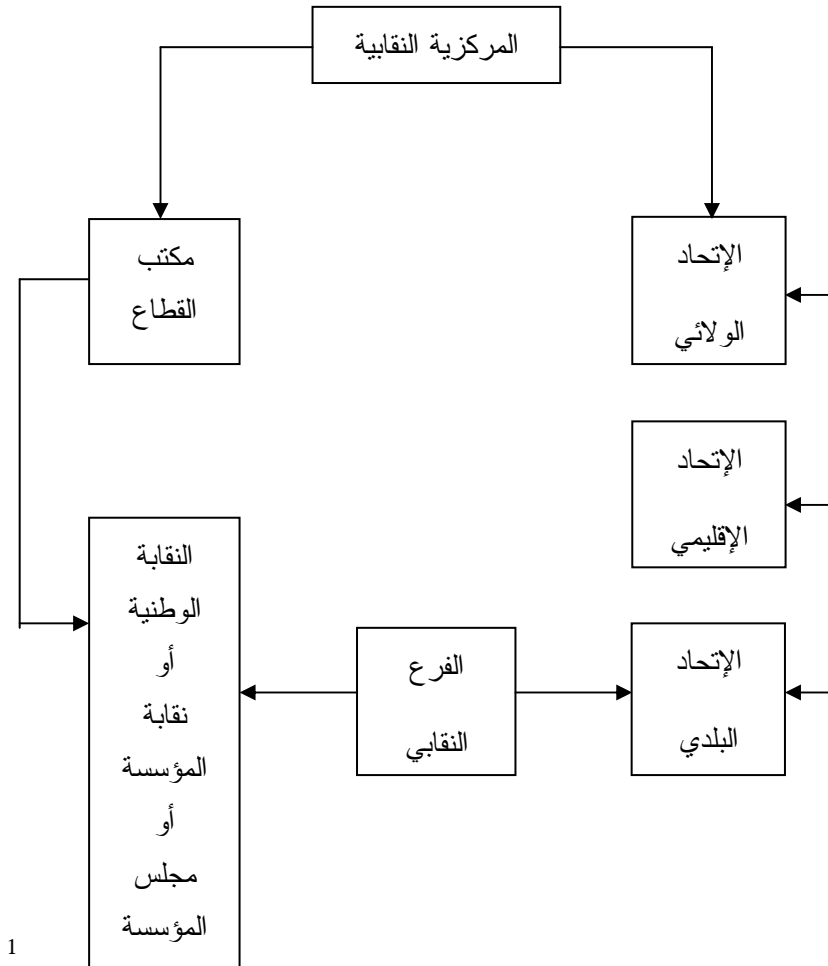 المركزية النقابية
الإتحاد
الولائي
مكتب
القطاع
الإتحاد
الإقليمي
الإتحاد
البلدي
الفرع
النقابي
النقابة
الوطنية
أو
نقابة
المؤسسة
أو
مجلس
المؤسسة
1